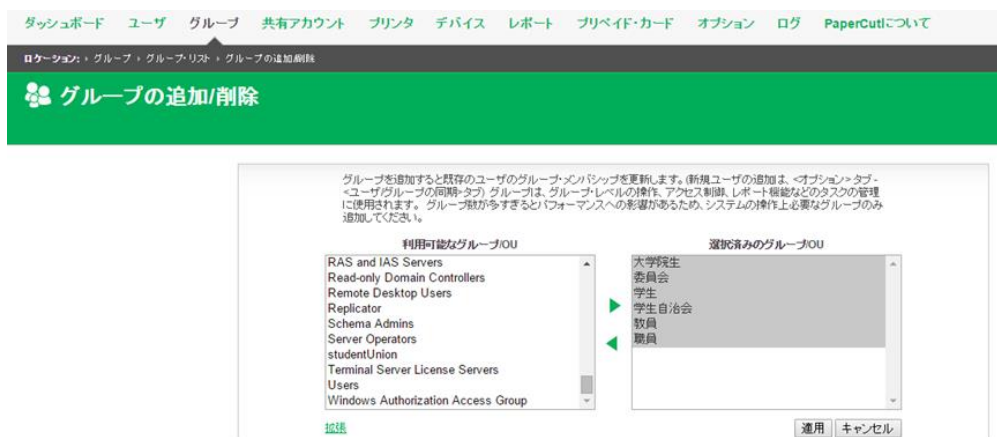 ダッシュボード ユーザ グループ 共有アカウント プリンタ デバイス レポート プリペイド・カード オプション ログ PaperCutについて
ロケーション: › グループ › グループ・リスト › グループの追加/削除
グループの追加/削除
グループを追加すると既存のユーザのグループ・メンバシップを更新します。(新規ユーザの追加は、<オプション> タブ -
<ユーザ/グループの同期>タブ) グループは、グループ・レベルの操作、アクセス制御、レポート機能などのタスクの管理
に使用されます。 グループ数が多すぎるとパフォーマンスへの影響があるため、システムの操作上必要なグループのみ
追加してください。
利用可能なグループ/OU
RAS and IAS Servers
Read-only Domain Controllers
Remote Desktop Users
Replicator
Schema Admins
Server Operators
studentUnion
Terminal Server License Servers
Users
Windows Authorization Access Group
選択済みのグループ/OU
大学院生
委員会
学生
学生自治会
教員
職員
拡張
適用 キャンセル